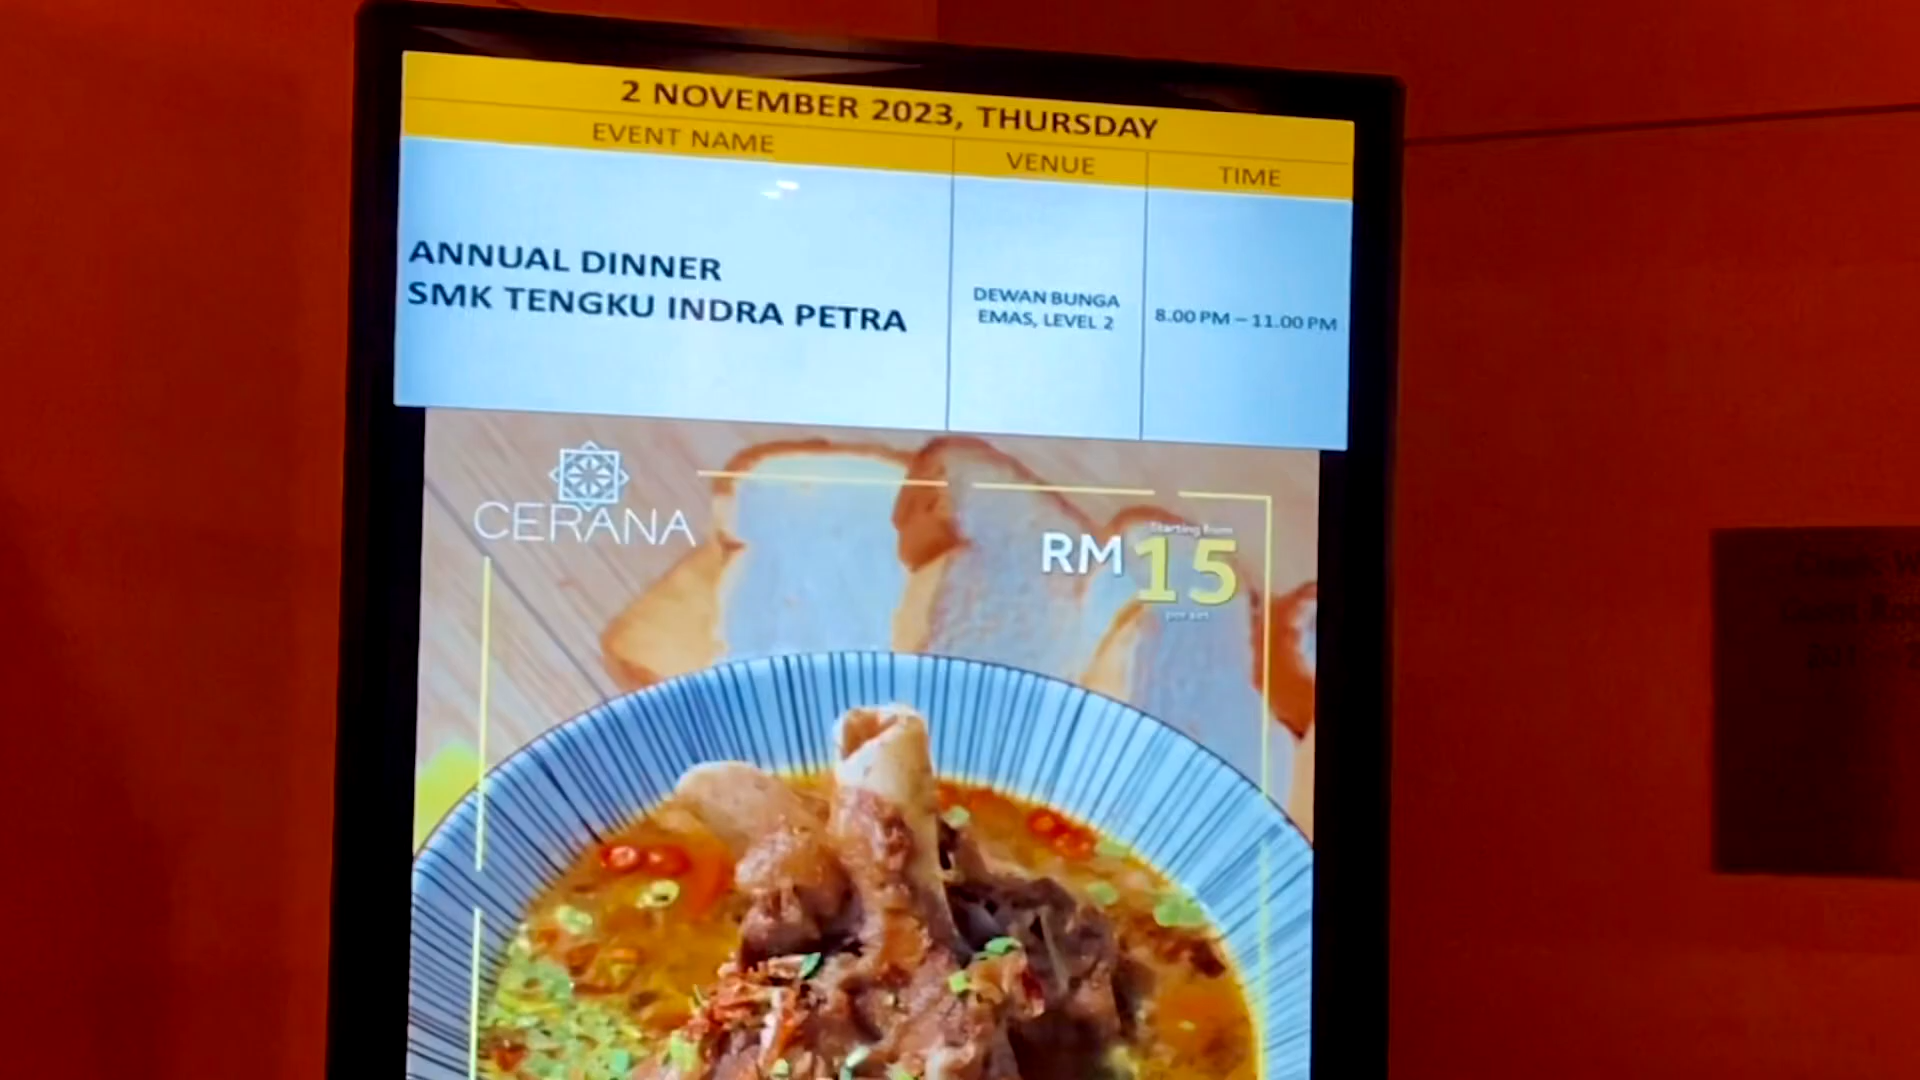 2 NOVEMBER 2023, THURSDAY
EVENT NAME
VENUE
TIME
ANNUAL DINNER
SMK TENGKU INDRA PETRA
DEWAN BUNGA
EMAS, LEVEL 2
8.00 PM – 11.00 PM
CERANA
Starting from
RM15